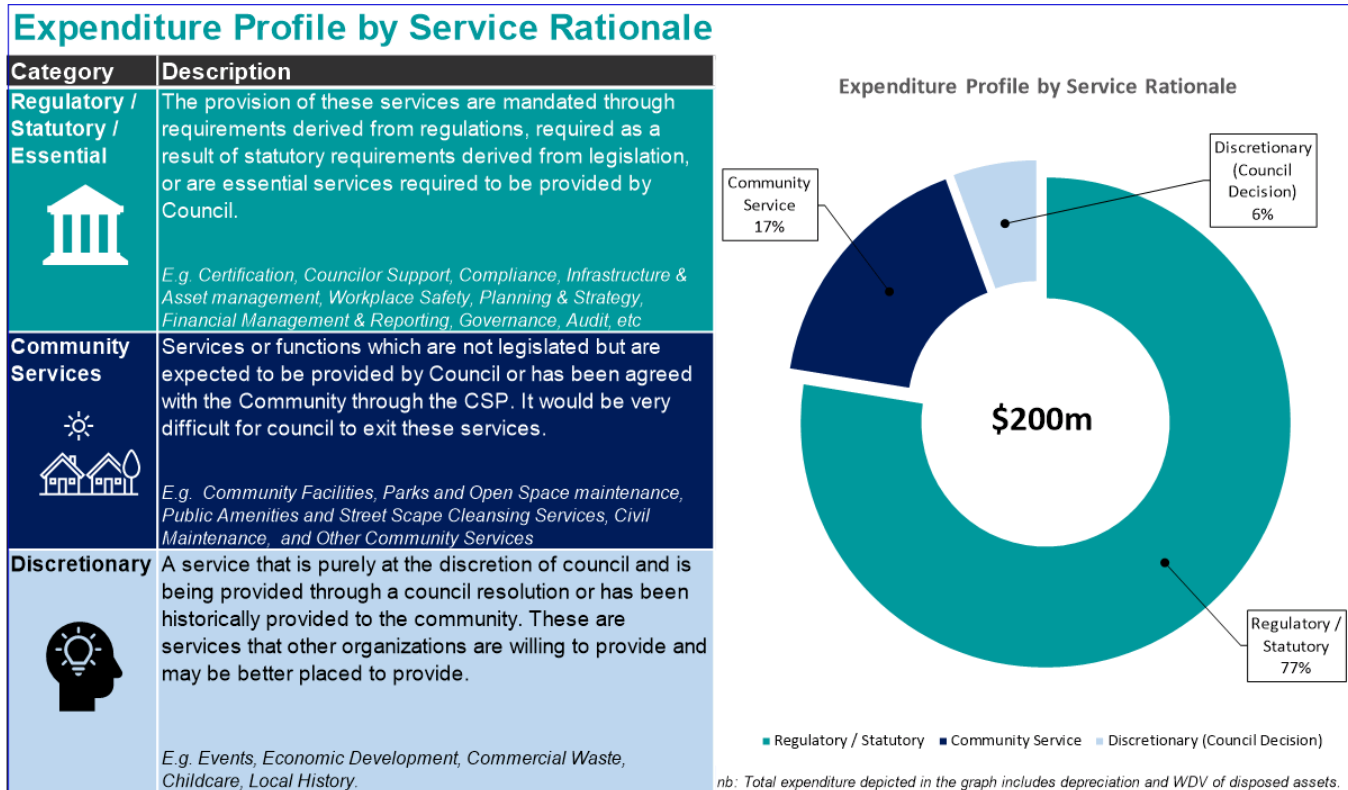 Expenditure Profile by Service Rationale
Category Description
Regulatory /
Statutory /
Essential
The provision of these services are mandated through
requirements derived from regulations, required as a
result of statutory requirements derived from legislation,
or are essential services required to be provided by
Council.
E.g. Certification, Councilor Support, Compliance, Infrastructure &
Asset management, Workplace Safety, Planning & Strategy,
Financial Management & Reporting, Governance, Audit, etc
Community
Services
Services or functions which are not legislated but are
expected to be provided by Council or has been agreed
with the Community through the CSP. It would be very
difficult for council to exit these services.
E.g. Community Facilities, Parks and Open Space maintenance,
Public Amenities and Street Scape Cleansing Services, Civil
Maintenance, and Other Community Services
Discretionary
A service that is purely at the discretion of council and is
being provided through a council resolution or has been
historically provided to the community. These are
services that other organizations are willing to provide and
may be better placed to provide.
E.g. Events, Economic Development, Commercial Waste,
Childcare, Local History.
Expenditure Profile by Service Rationale
Discretionary
(Council
Decision)
6%
Community
Service
17%
$200m
Regulatory /
Statutory
77%
Regulatory / Statutory Community Service Discretionary (Council Decision)
nb: Total expenditure depicted in the graph includes depreciation and WDV of disposed assets.